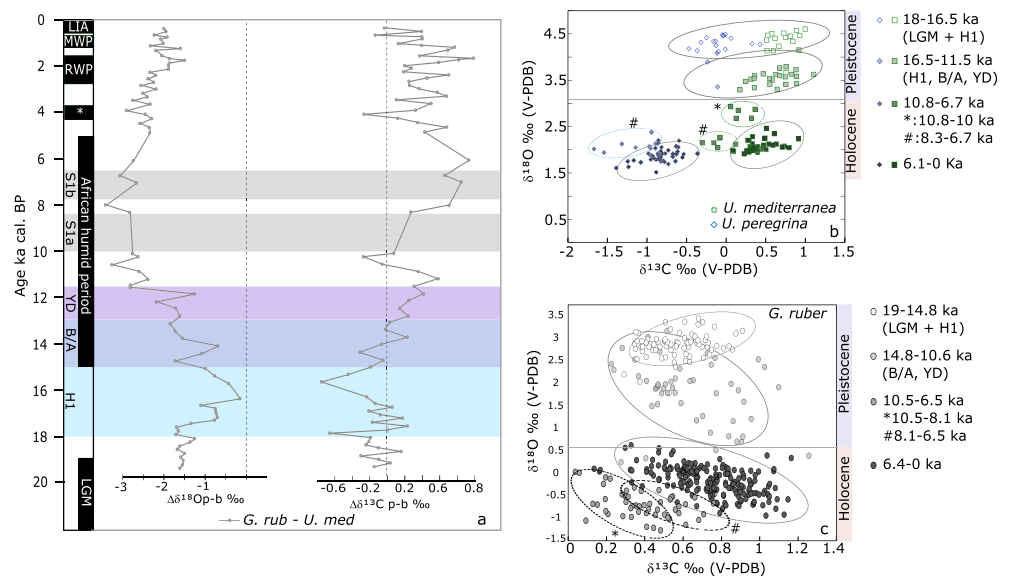 0
2
4
6
8
10
12
14
16
18
20
Age ka cal. BP
LIA
MWP
RWP
*
S1b
S1a
YD
B/A
H1
LGM
African humid period
-3
-2
-1
Δδ18Op-b ‰
-0.6
-0.2
0.2
0.8
Δδ13C p-b ‰
G. rub - U. med
a
4.5
3.5
2.5
1.5
0.5
δ18O ‰ (V-PDB)
*
#
#
U. mediterranea
U. peregrina
b
-2
-1.5
-1
-0.5
0
0.5
1
1.5
δ13C ‰ (V-PDB)
Pleistocene
Holocene
18-16.5 ka
(LGM + H1)
16.5-11.5 ka
(H1, B/A, YD)
10.8-6.7 ka
*:10.8-10 ka
#:8.3-6.7 ka
6.1-0 Ka
3.5
3
2.5
2
1.5
1
0.5
0
-0.5
-1
-1.5
δ18O ‰ (V-PDB)
G. ruber
*
#
c
0
0.2
0.4
0.6
0.8
1
1.2
1.4
δ13C ‰ (V-PDB)
Pleistocene
Holocene
19-14.8 ka
(LGM + H1)
14.8-10.6 ka
(B/A, YD)
10.5-6.5 ka
*10.5-8.1 ka
#8.1-6.5 ka
6.4-0 ka